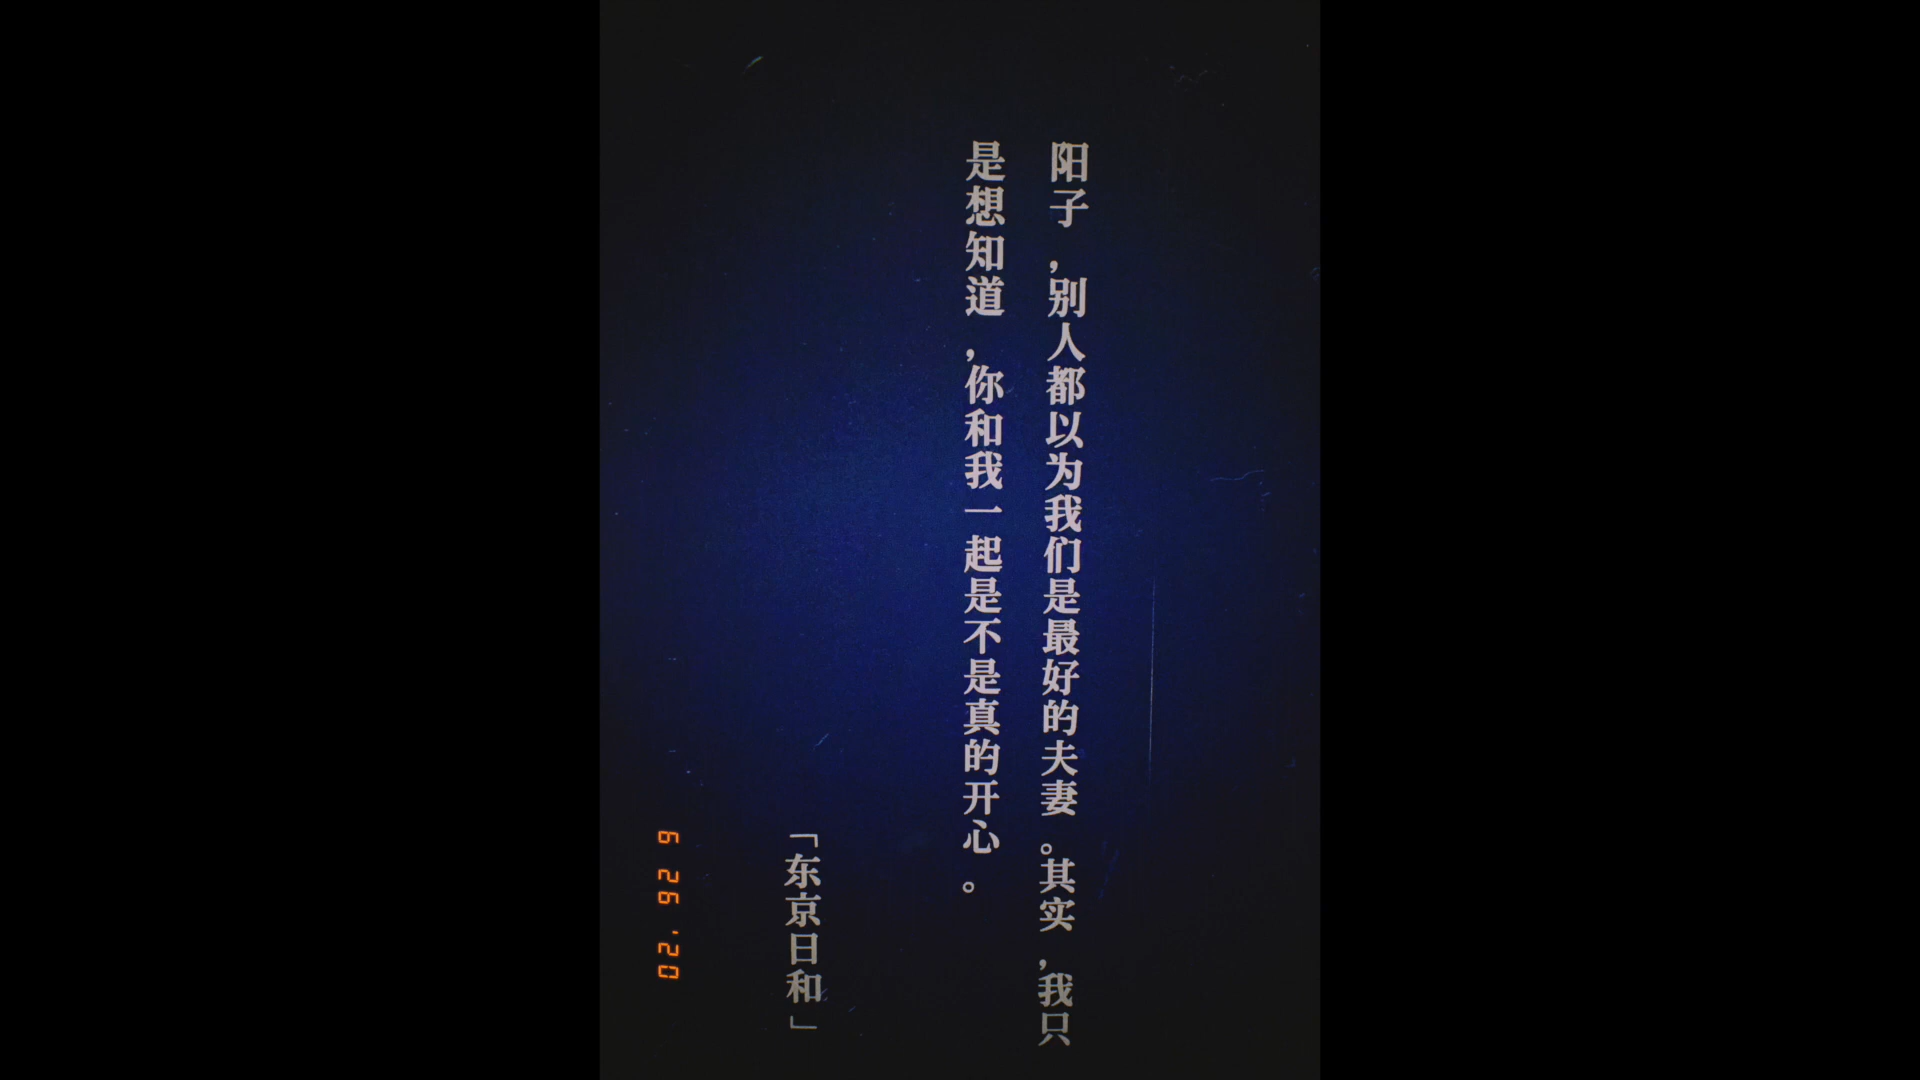 阳子，别人都以为我们是最好的夫妻。其实，我只
是想知道，你和我一起是不是真的开心。
「东京日和」
6 26 '20